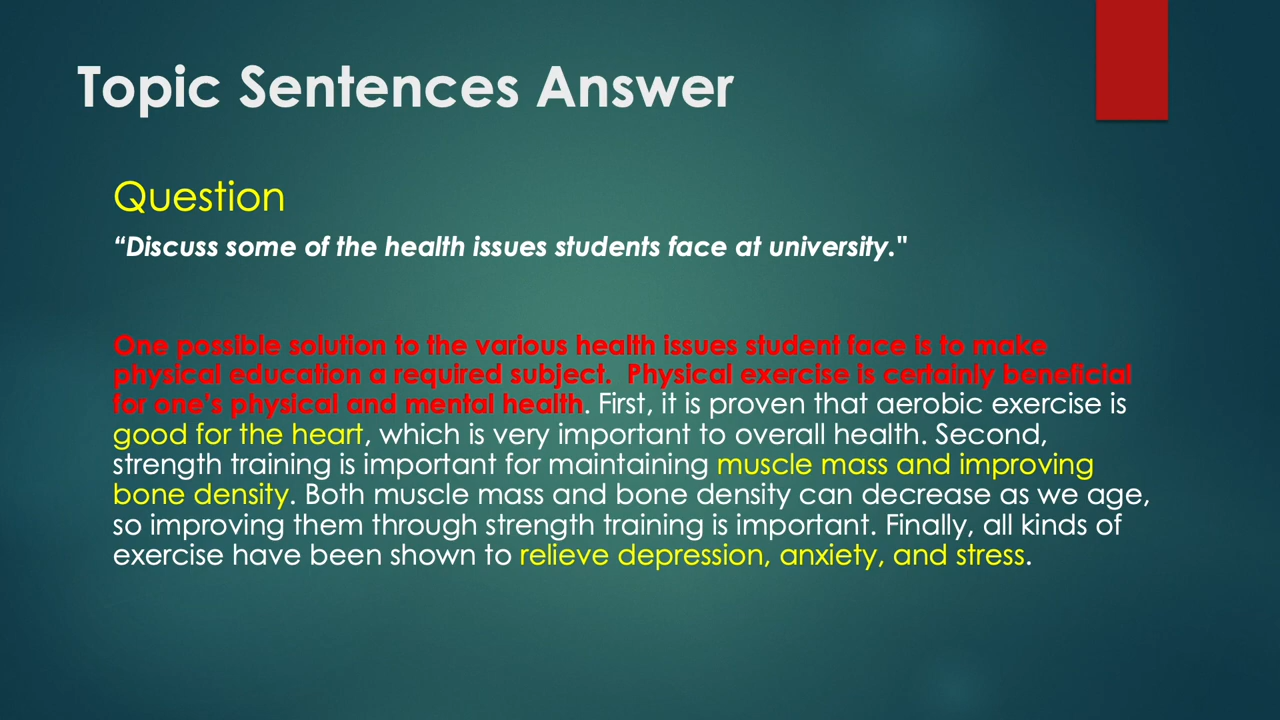 Topic Sentences Answer
Question
“Discuss some of the health issues students face at university."
One possible solution to the various health issues student face is to make
physical education a required subject.  Physical exercise is certainly beneficial
for one’s physical and mental health. First, it is proven that aerobic exercise is
good for the heart, which is very important to overall health. Second,
strength training is important for maintaining muscle mass and improving
bone density. Both muscle mass and bone density can decrease as we age,
so improving them through strength training is important. Finally, all kinds of
exercise have been shown to relieve depression, anxiety, and stress.